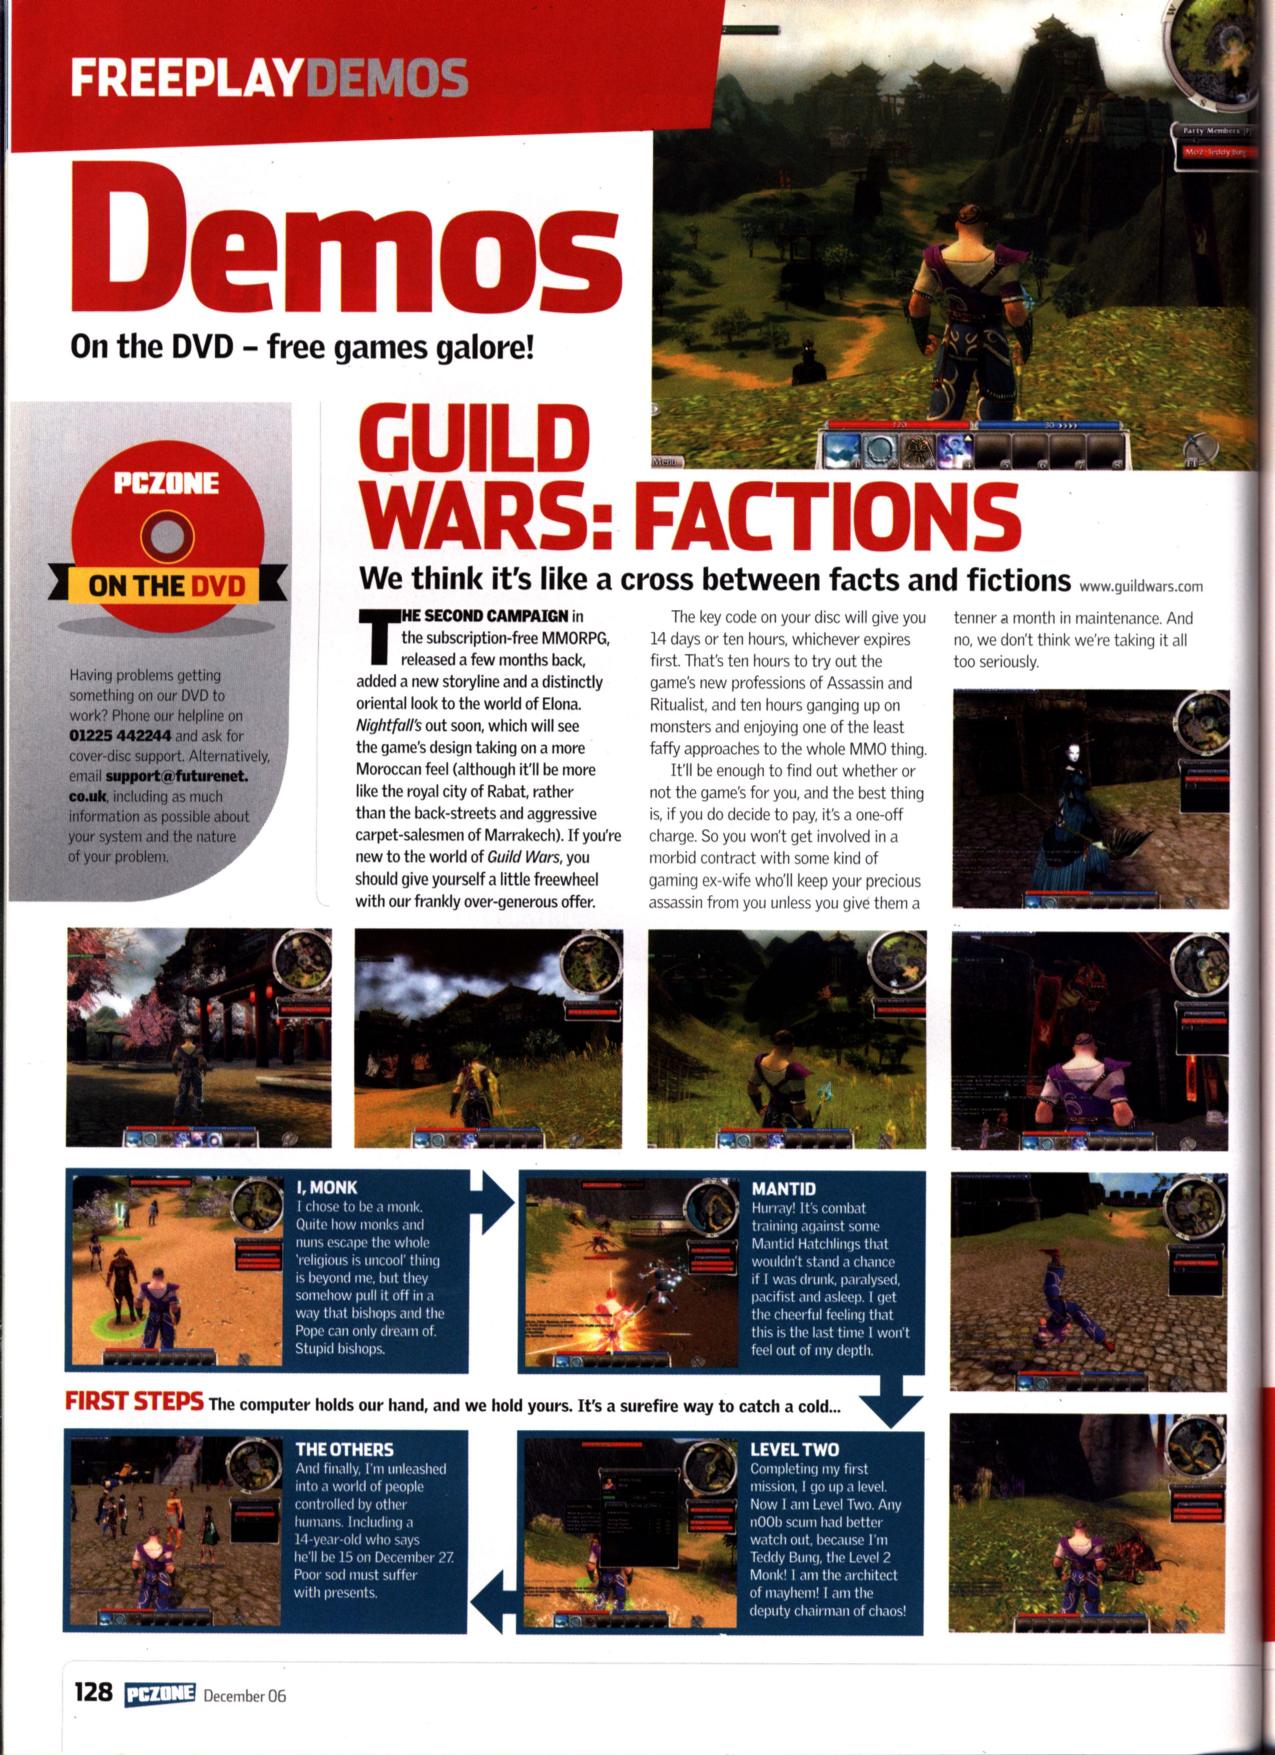 FREEPLAYDEMOS
Demos
On the DVD – free games galore!
Party Members
Mo2 Teddy Bung
120
30
Menu
PCZONE
ON THE DVD
Having problems getting
something on our DVD to
work? Phone our helpline on
01225 442244 and ask for
cover-disc support. Alternatively,
email support@futurenet.
co.uk, including as much
information as possible about
your system and the nature
of your problem.
GUILD
WARS: FACTIONS
We think it's like a cross between facts and fictions www.guildwars.com
THE SECOND CAMPAIGN in
the subscription-free MMORPG,
released a few months back,
added a new storyline and a distinctly
oriental look to the world of Elona.
Nightfall's out soon, which will see
the game's design taking on a more
Moroccan feel (although it'll be more
like the royal city of Rabat, rather
than the back-streets and aggressive
carpet-salesmen of Marrakech). If you're
new to the world of Guild Wars, you
should give yourself a little freewheel
with our frankly over-generous offer.
The key code on your disc will give you
14 days or ten hours, whichever expires
first. That's ten hours to try out the
game's new professions of Assassin and
Ritualist, and ten hours ganging up on
monsters and enjoying one of the least
faffy approaches to the whole MMO thing.
It'll be enough to find out whether or
not the game's for you, and the best thing
is, if you do decide to pay, it's a one-off
charge. So you won't get involved in a
morbid contract with some kind of
gaming ex-wife who'll keep your precious
assassin from you unless you give them a
tenner a month in maintenance. And
no, we don't think we're taking it all
too seriously.
I, MONK
I chose to be a monk.
Quite how monks and
nuns escape the whole
'religious is uncool' thing
is beyond me, but they
somehow pull it off in a
way that bishops and the
Pope can only dream of.
Stupid bishops.
MANTID
Hurray! It's combat
training against some
Mantid Hatchlings that
wouldn't stand a chance
if I was drunk, paralysed,
pacifist and asleep. I get
the cheerful feeling that
this is the last time I won't
feel out of my depth.
FIRST STEPS The computer holds our hand, and we hold yours. It's a surefire way to catch a cold...
THE OTHERS
And finally, I'm unleashed
into a world of people
controlled by other
humans. Including a
14-year-old who says
he'll be 15 on December 27.
Poor sod must suffer
with presents.
LEVEL TWO
Completing my first
mission, I go up a level.
Now I am Level Two. Any
n00b scum had better
watch out, because I'm
Teddy Bung, the Level 2
Monk! I am the architect
of mayhem! I am the
deputy chairman of chaos!
128 PCZONE December 06